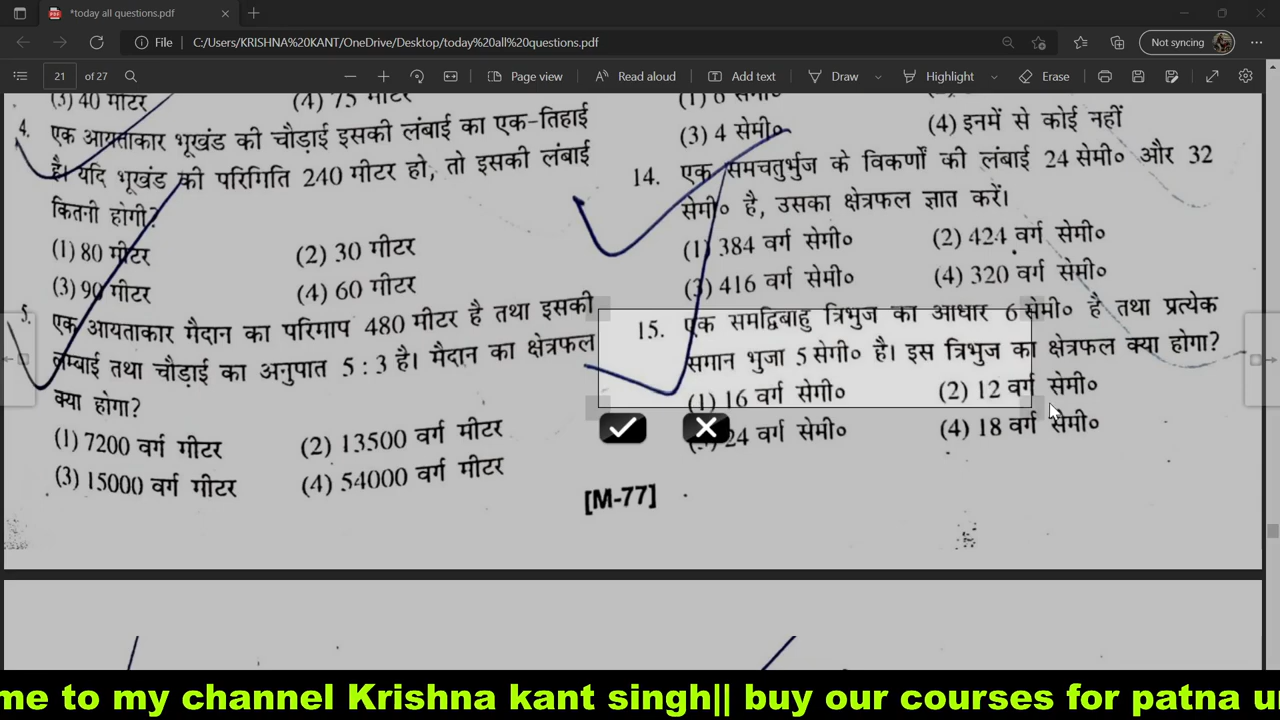 *today all questions.pdf
File
C:/Users/KRISHNA%20KANT/OneDrive/Desktop/today%20all%20questions.pdf
Not syncing
21 of 27
Page view
Read aloud
Add text
Draw
Highlight
Erase
(3) 40 मीटर (4) 75 मीटर
4. एक आयताकार भूखंड की चौड़ाई इसकी लंबाई का एक-तिहाई
है। यदि भूखंड की परिगिति 240 मीटर हो, तो इसकी लंबाई
कितनी होगी?
(1) 80 मीटर (2) 30 मीटर
(3) 90 मीटर (4) 60 मीटर
5. एक आयताकार मैदान का परिमाप 480 मीटर है तथा इसकी
लम्बाई तथा चौड़ाई का अनुपात 5 : 3 है। मैदान का क्षेत्रफल
क्या होगा?
(1) 7200 वर्ग मीटर (2) 13500 वर्ग मीटर
(3) 15000 वर्ग मीटर (4) 54000 वर्ग मीटर
(1) 6 सेमी०
(3) 4 सेमी० (4) इनमें से कोई नहीं
14. एक समचतुर्भुज के विकर्णों की लंबाई 24 सेमी० और 32
सेमी० है, उसका क्षेत्रफल ज्ञात करें।
(1) 384 वर्ग सेमी० (2) 424 वर्ग सेमी०
(3) 416 वर्ग सेमी० (4) 320 वर्ग सेमी०
15. एक समद्विबाहु त्रिभुज का आधार 6 सेमी० है तथा प्रत्येक
समान भुजा 5 सेमी० है। इस त्रिभुज का क्षेत्रफल क्या होगा?
(1) 16 वर्ग सेमी० (2) 12 वर्ग सेमी०
24 वर्ग सेमी० (4) 18 वर्ग सेमी०
[M-77]
me to my channel Krishna kant singh|| buy our courses for patna